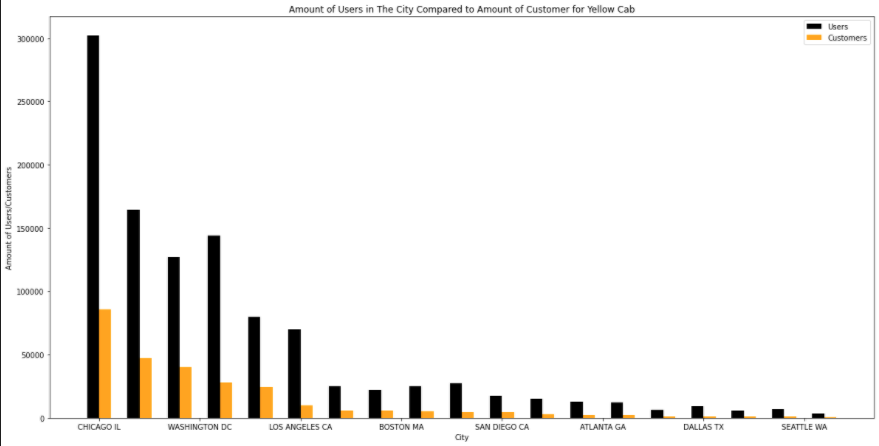 Amount of Users in The City Compared to Amount of Customer for Yellow Cab
Users
Customers
300000
250000
200000
150000
100000
50000
0
Amount of Users/Customers
CHICAGO IL
WASHINGTON DC
LOS ANGELES CA
BOSTON MA
SAN DIEGO CA
ATLANTA GA
DALLAS TX
SEATTLE WA
City